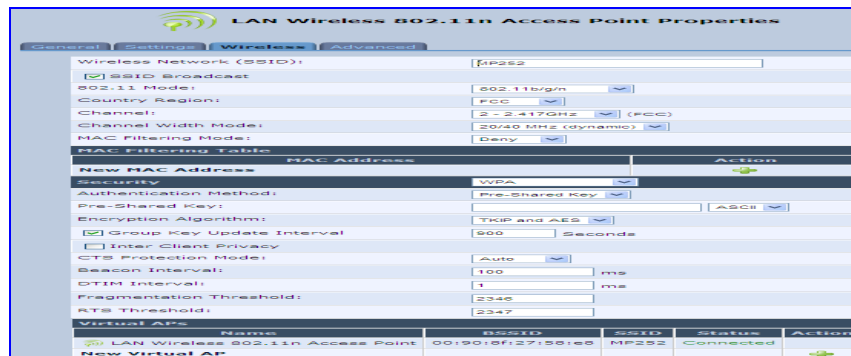 LAN Wireless 802.11n Access Point Properties
General Settings Wireless Advanced
Wireless Network (SSID): MP252
SSID Broadcast
802.11 Mode: 802.11b/g/n
Country Region: FCC
Channel: 2 - 2.417GHz (FCC)
Channel Width Mode: 20/40 MHz (dynamic)
MAC Filtering Mode: Deny
MAC Filtering Table
MAC Address Action
New MAC Address
Security WPA
Authentication Method: Pre-Shared Key
Pre-Shared Key: ASCII
Encryption Algorithm: TKIP and AES
Group Key Update Interval 900 Seconds
Inter Client Privacy
CTS Protection Mode: Auto
Beacon Interval: 100 ms
DTIM Interval: 1 ms
Fragmentation Threshold: 2346
RTS Threshold: 2347
Virtual APs
Name BSSID SSID Status Action
LAN Wireless 802.11n Access Point 00:90:8f:27:58:e8 MP252 Connected
New Virtual AP